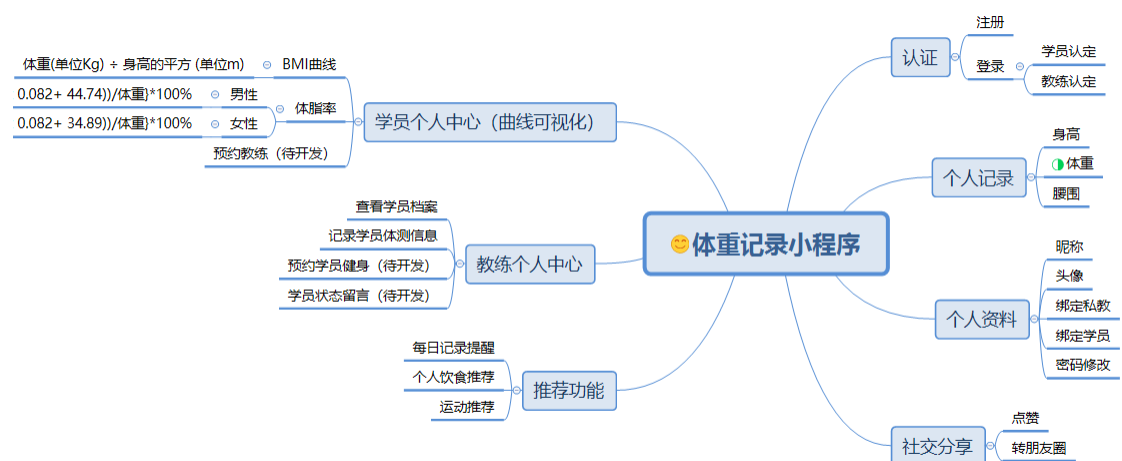 体重记录小程序
认证
注册
登录
学员认定
教练认定
个人记录
身高
体重
腰围
个人资料
昵称
头像
绑定私教
绑定学员
密码修改
社交分享
点赞
转朋友圈
学员个人中心（曲线可视化）
BMI曲线
体重(单位Kg) ÷ 身高的平方 (单位m)
体脂率
男性
0.082+ 44.74))/体重}*100%
女性
0.082+ 34.89))/体重}*100%
预约教练（待开发）
教练个人中心
查看学员档案
记录学员体测信息
预约学员健身（待开发）
学员状态留言（待开发）
推荐功能
每日记录提醒
个人饮食推荐
运动推荐